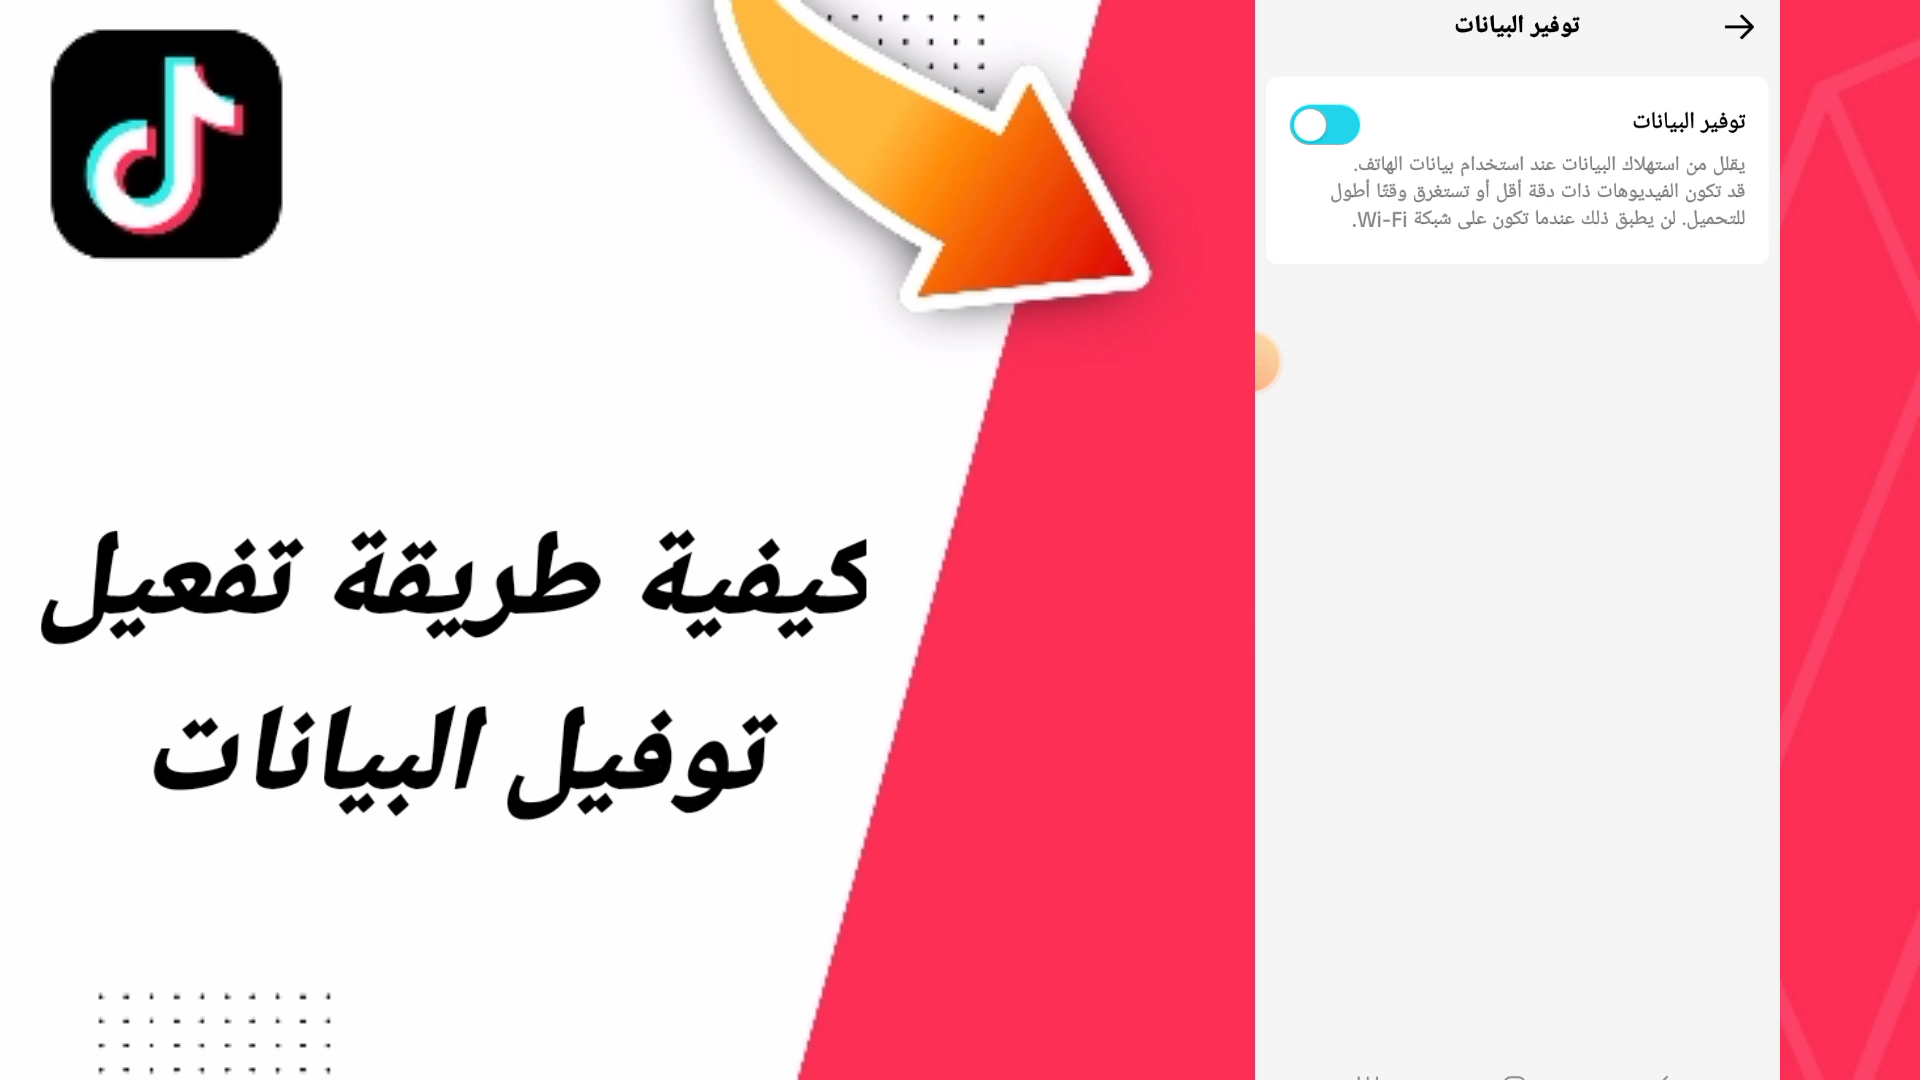 كيفية طريقة تفعيل
توفيل البيانات
توفير البيانات
توفير البيانات
يقلل من استهلاك البيانات عند استخدام بيانات الهاتف.
قد تكون الفيديوهات ذات دقة أقل أو تستغرق وقتًا أطول
للتحميل. لن يطبق ذلك عندما تكون على شبكة Wi-Fi.